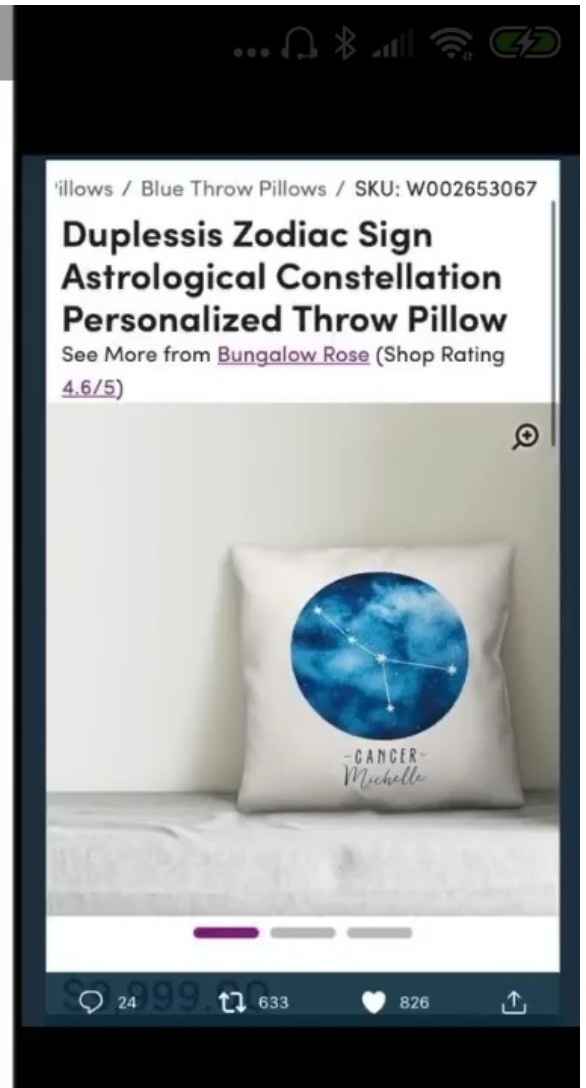 illows / Blue Throw Pillows / SKU: W002653067
Duplessis Zodiac Sign
Astrological Constellation
Personalized Throw Pillow
See More from Bungalow Rose (Shop Rating
4.6/5)
-CANCER-
Michelle
24 633 826